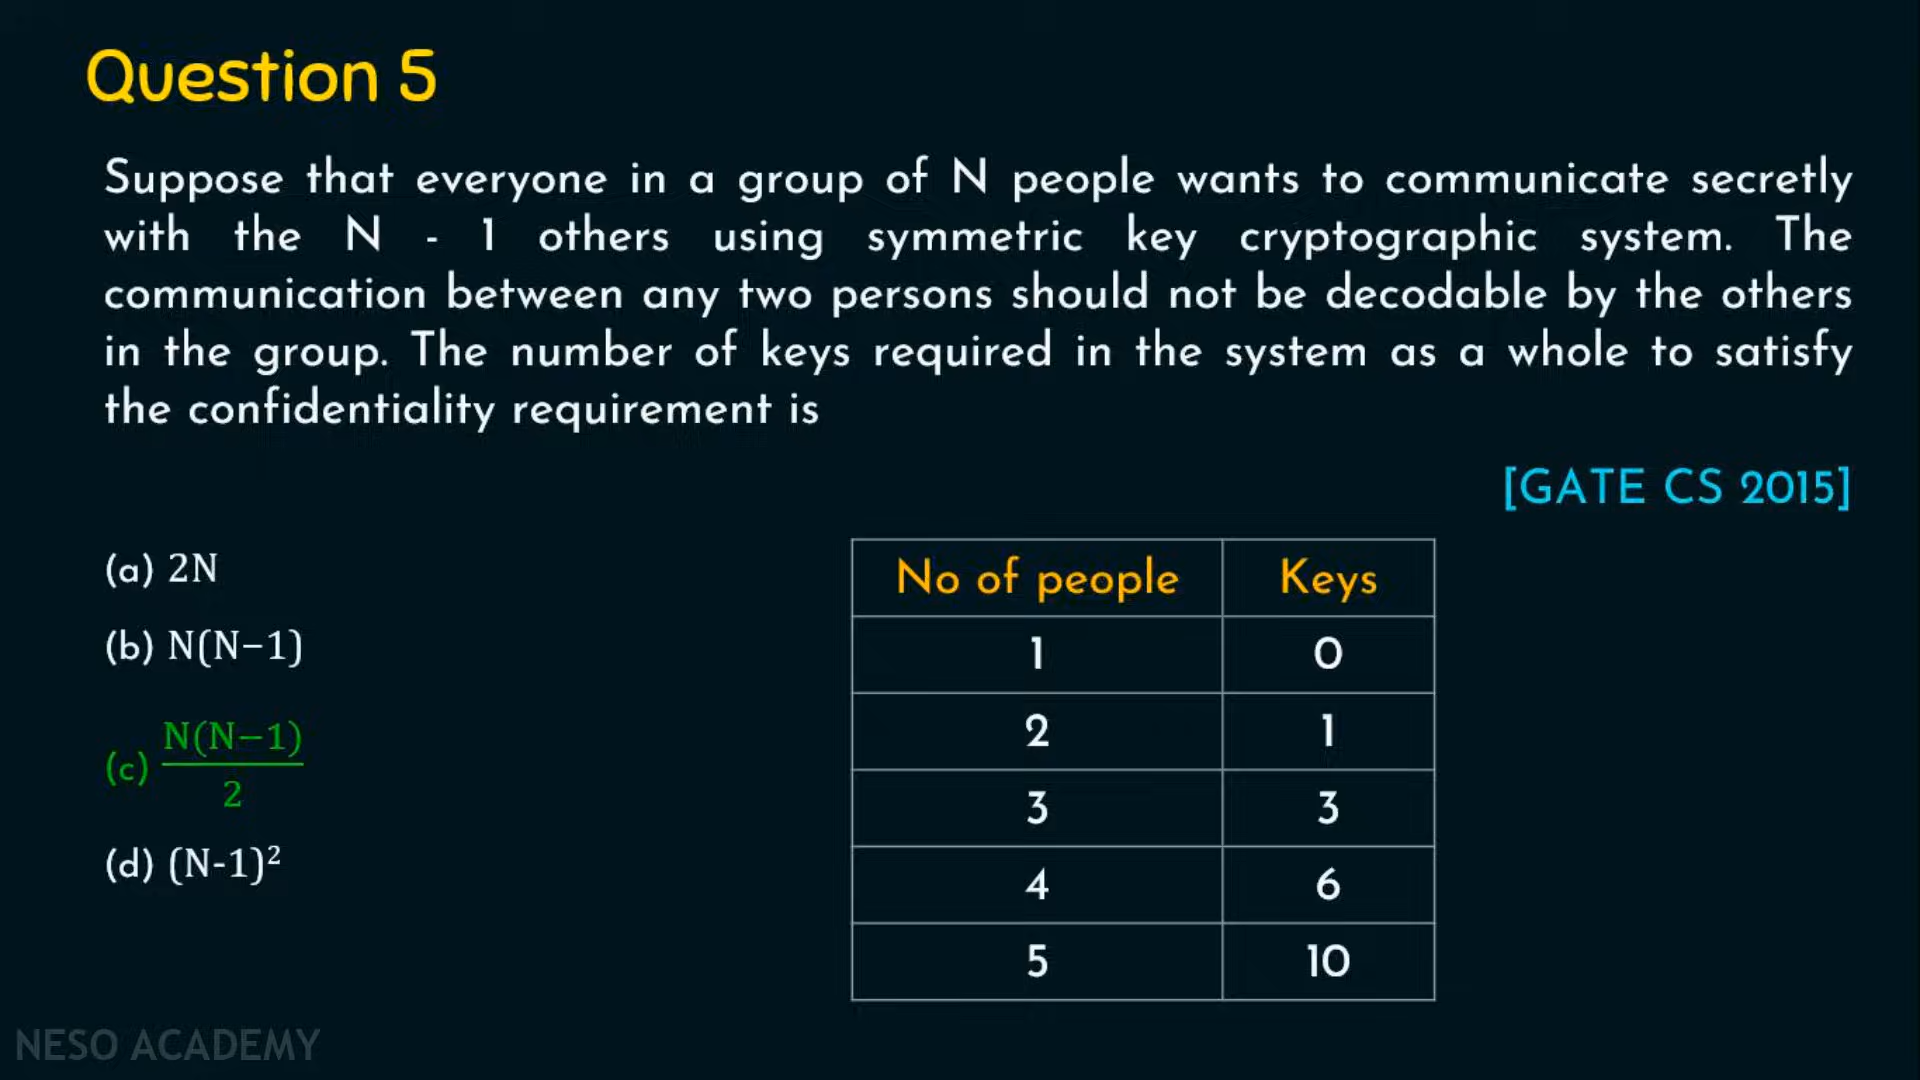 Question 5
Suppose that everyone in a group of N people wants to communicate secretly
with the N - 1 others using symmetric key cryptographic system. The
communication between any two persons should not be decodable by the others
in the group. The number of keys required in the system as a whole to satisfy
the confidentiality requirement is
[GATE CS 2015]
(a) 2N
(b) N(N−1)
(c) N(N−1)
2
(d) (N-1)²
No of people Keys
1 0
2 1
3 3
4 6
5 10
NESO ACADEMY